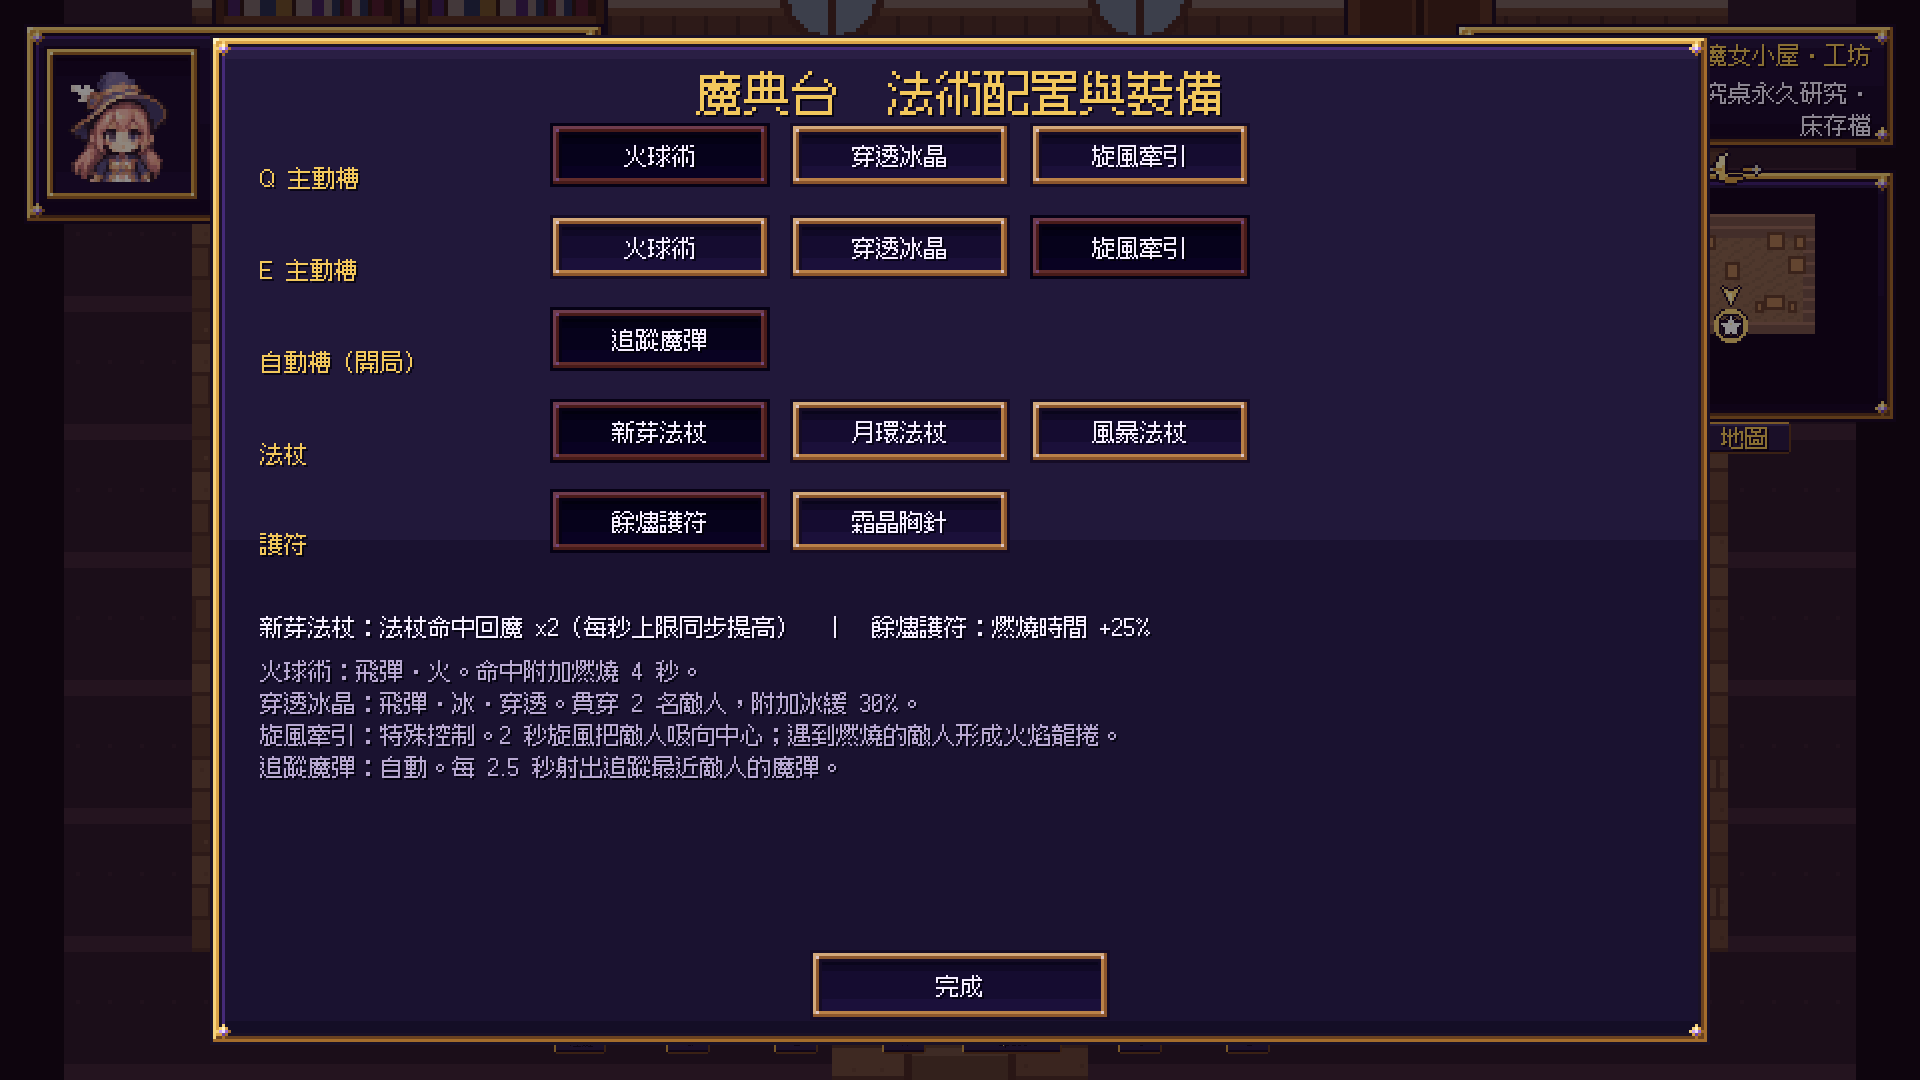 魔典台　法術配置與裝備
魔女小屋・工坊
究桌永久研究・
床存檔
Q 主動槽
火球術
穿透冰晶
旋風牽引
E 主動槽
火球術
穿透冰晶
旋風牽引
自動槽（開局）
追蹤魔彈
法杖
新芽法杖
月環法杖
風暴法杖
護符
餘燼護符
霜晶胸針
地圖
新芽法杖：法杖命中回魔 x2（每秒上限同步提高）　｜　餘燼護符：燃燒時間 +25%
火球術：飛彈・火。命中附加燃燒 4 秒。
穿透冰晶：飛彈・冰・穿透。貫穿 2 名敵人，附加冰緩 30%。
旋風牽引：特殊控制。2 秒旋風把敵人吸向中心；遇到燃燒的敵人形成火焰龍捲。
追蹤魔彈：自動。每 2.5 秒射出追蹤最近敵人的魔彈。
完成